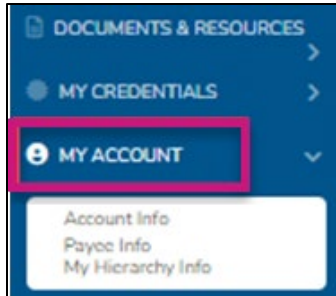 DOCUMENTS & RESOURCES
MY CREDENTIALS
MY ACCOUNT
Account Info
Payee Info
My Hierarchy Info